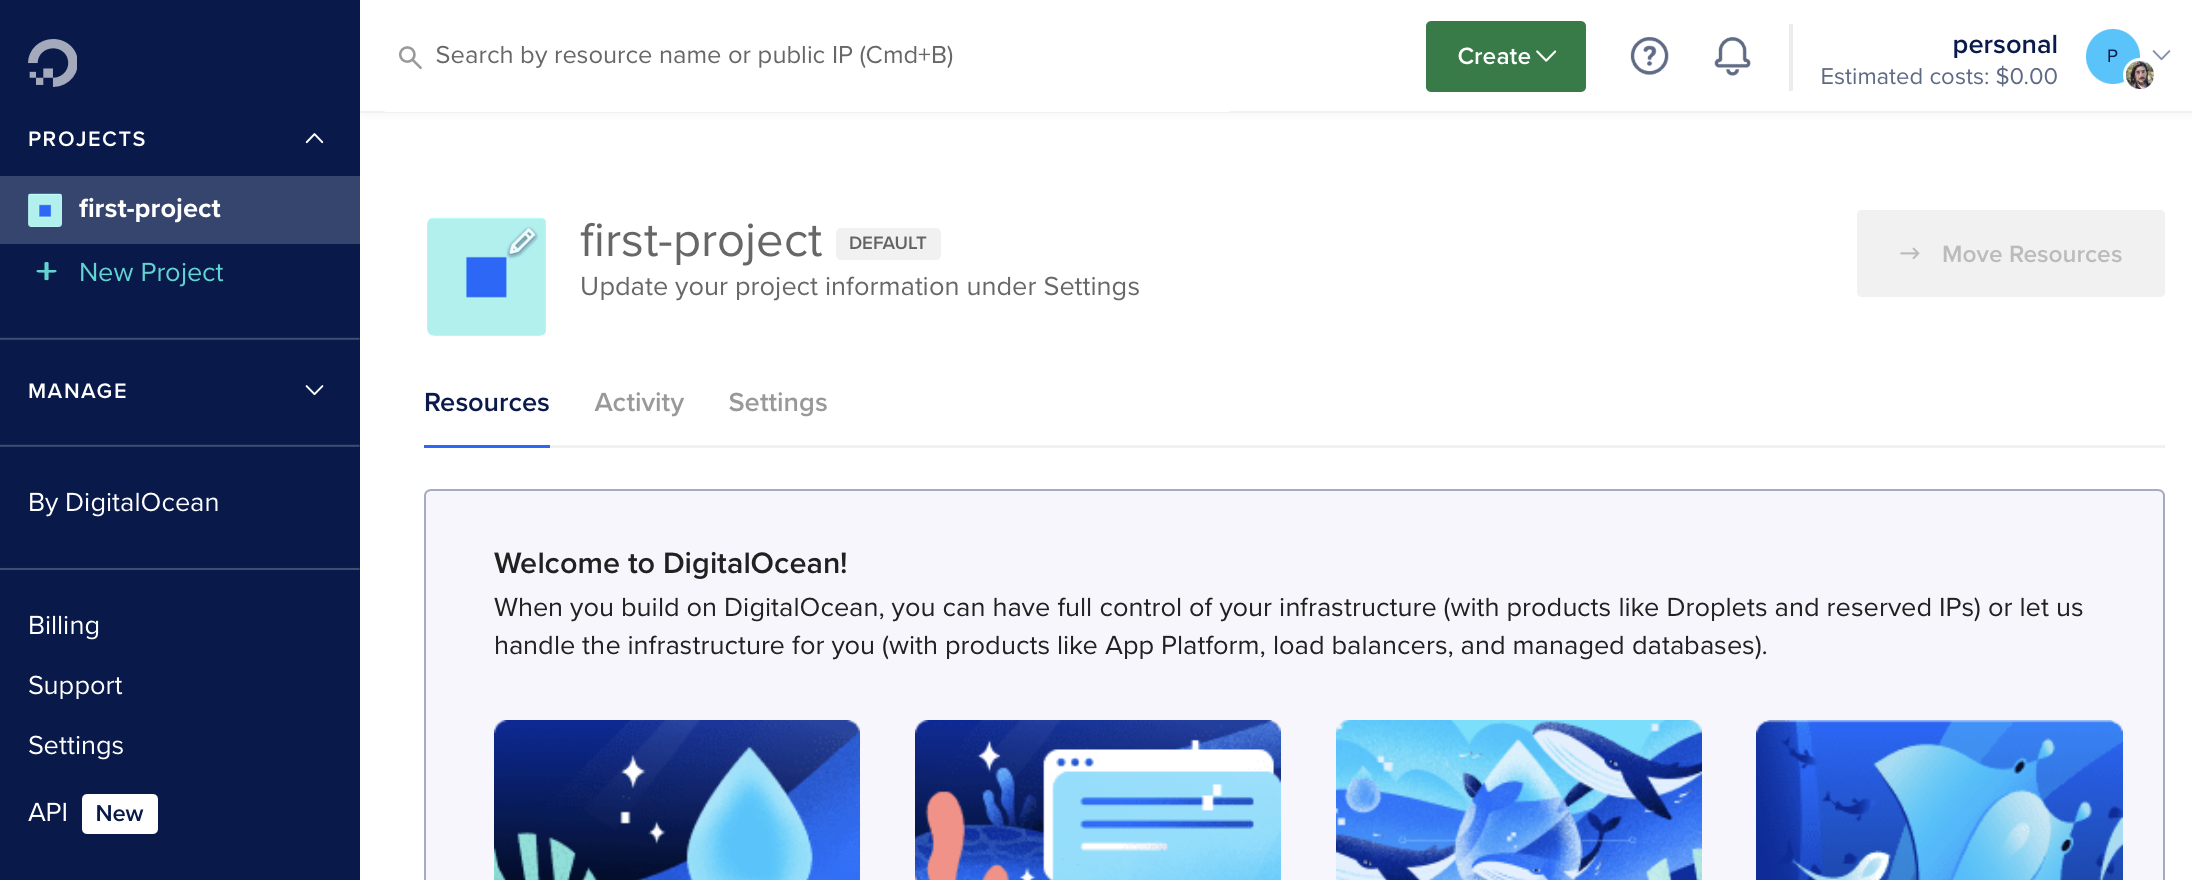 Search by resource name or public IP (Cmd+B)
Create
personal
Estimated costs: $0.00
P
PROJECTS
first-project
New Project
MANAGE
By DigitalOcean
Billing
Support
Settings
API New
first-project DEFAULT
Update your project information under Settings
Move Resources
Resources Activity Settings
Welcome to DigitalOcean!
When you build on DigitalOcean, you can have full control of your infrastructure (with products like Droplets and reserved IPs) or let us
handle the infrastructure for you (with products like App Platform, load balancers, and managed databases).